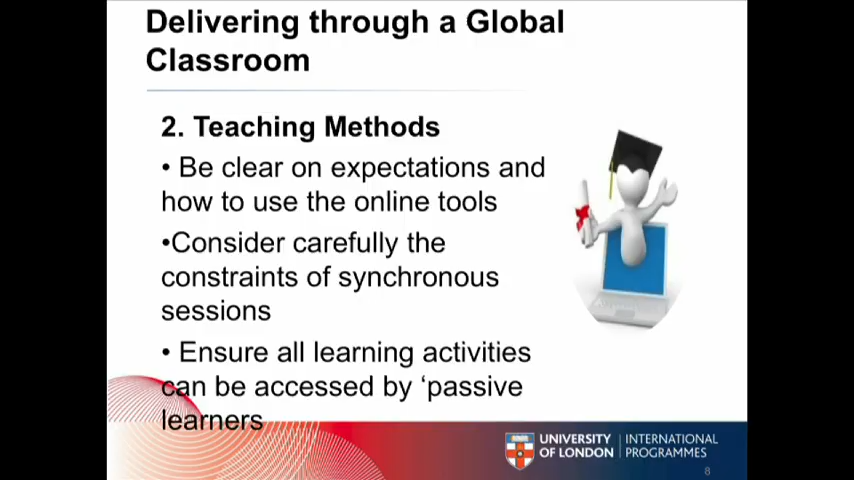 Delivering through a Global
Classroom
2. Teaching Methods
• Be clear on expectations and
how to use the online tools
•Consider carefully the
constraints of synchronous
sessions
• Ensure all learning activities
can be accessed by ‘passive
learners
UNIVERSITY
OF LONDON
INTERNATIONAL
PROGRAMMES
8